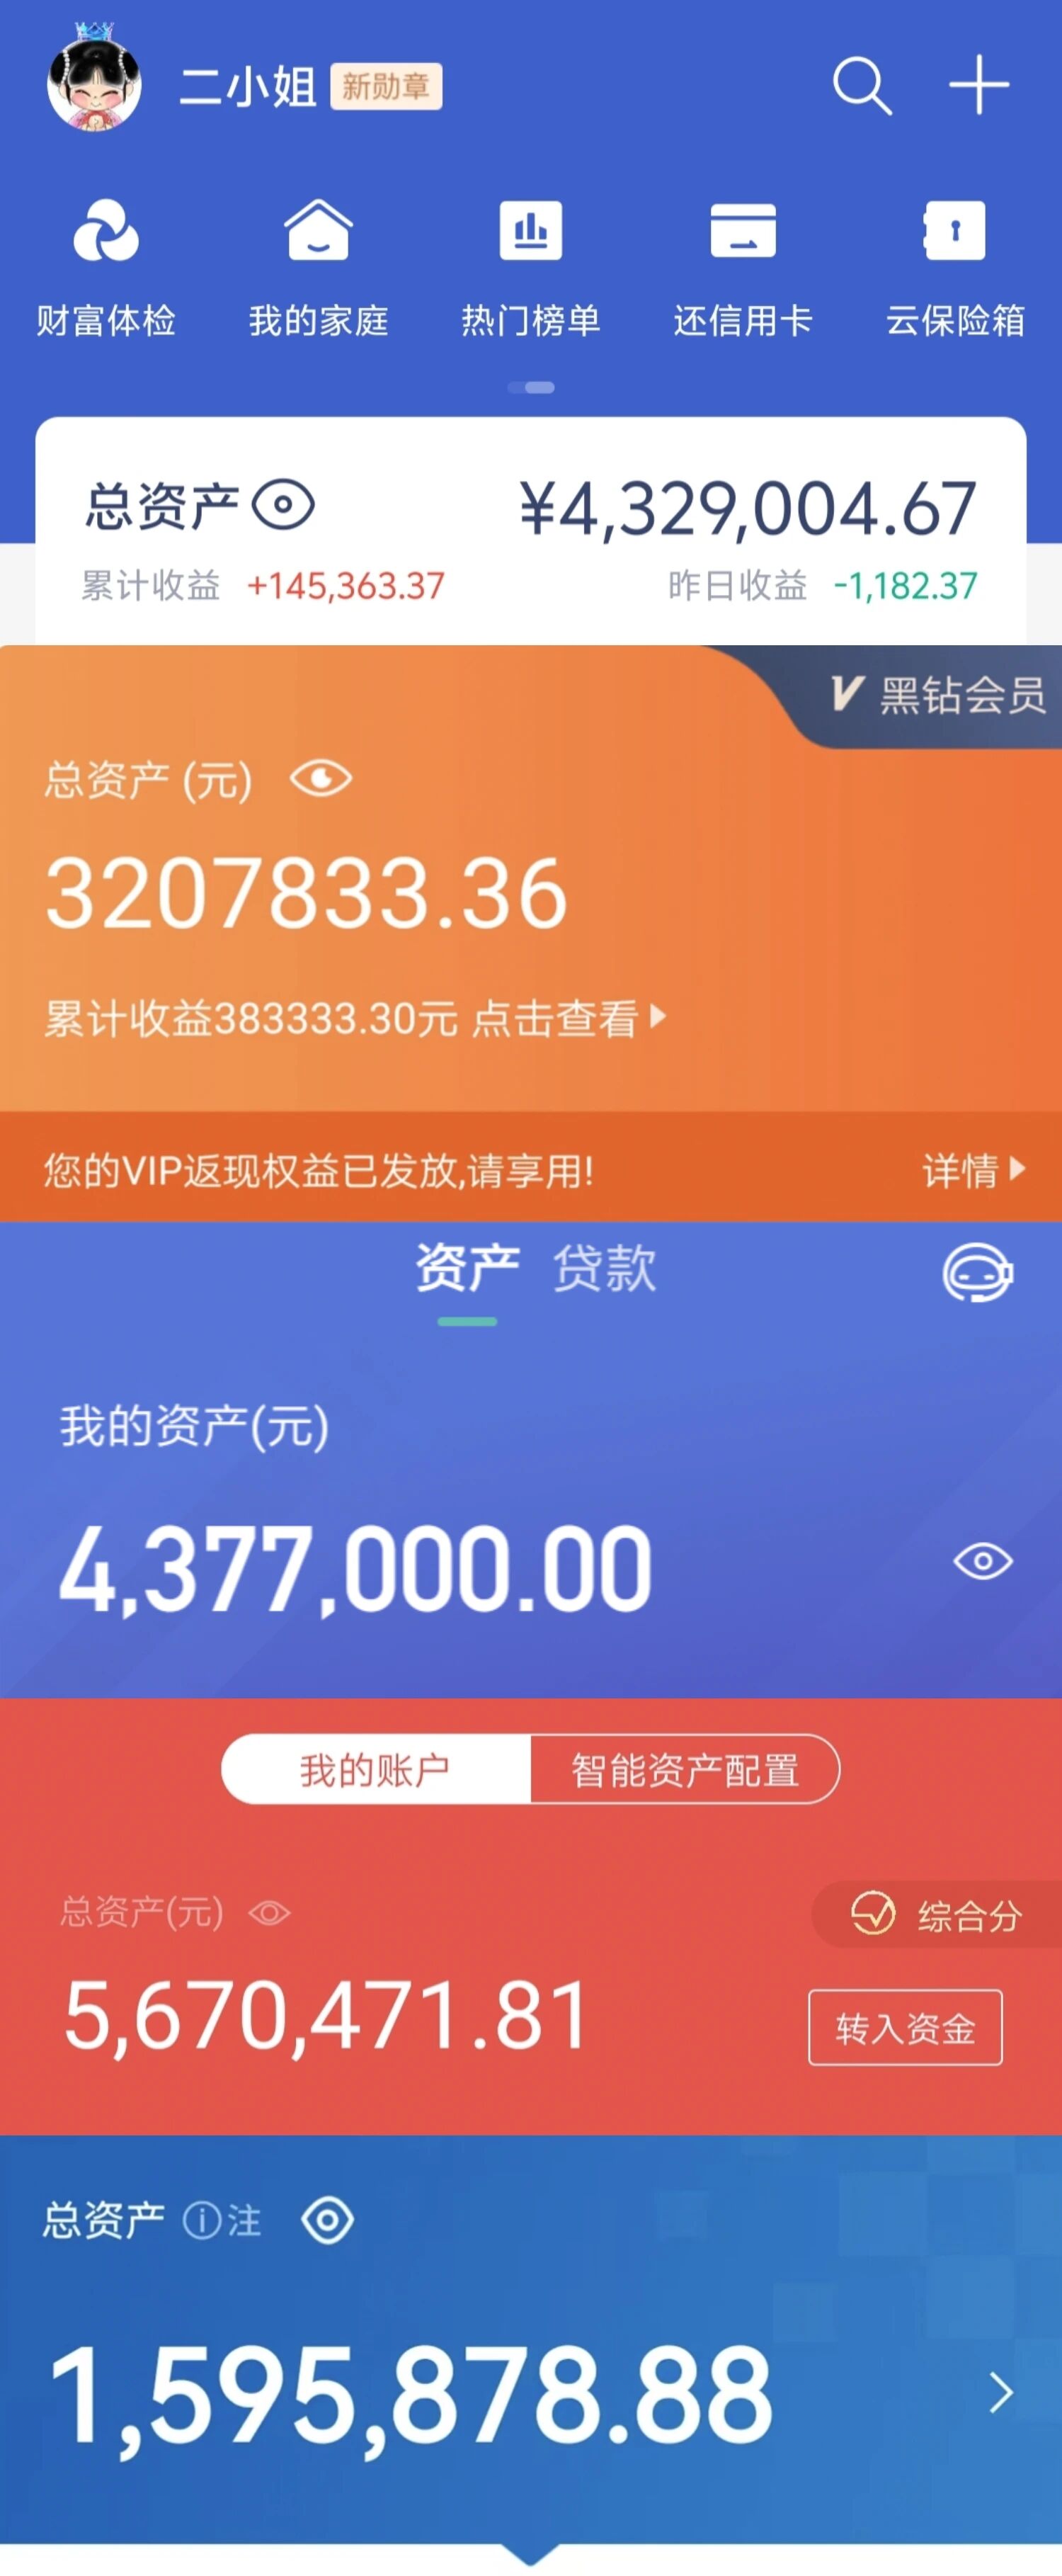 二小姐 新勋章
财富体检 我的家庭 热门榜单 还信用卡 云保险箱
总资产 ¥4,329,004.67
累计收益 +145,363.37 昨日收益 -1,182.37
V 黑钻会员
总资产 (元)
3207833.36
累计收益383333.30元 点击查看
您的VIP返现权益已发放,请享用! 详情
资产 贷款
我的资产(元)
4,377,000.00
我的账户 智能资产配置
总资产(元) 综合分
5,670,471.81 转入资金
总资产 注
1,595,878.88